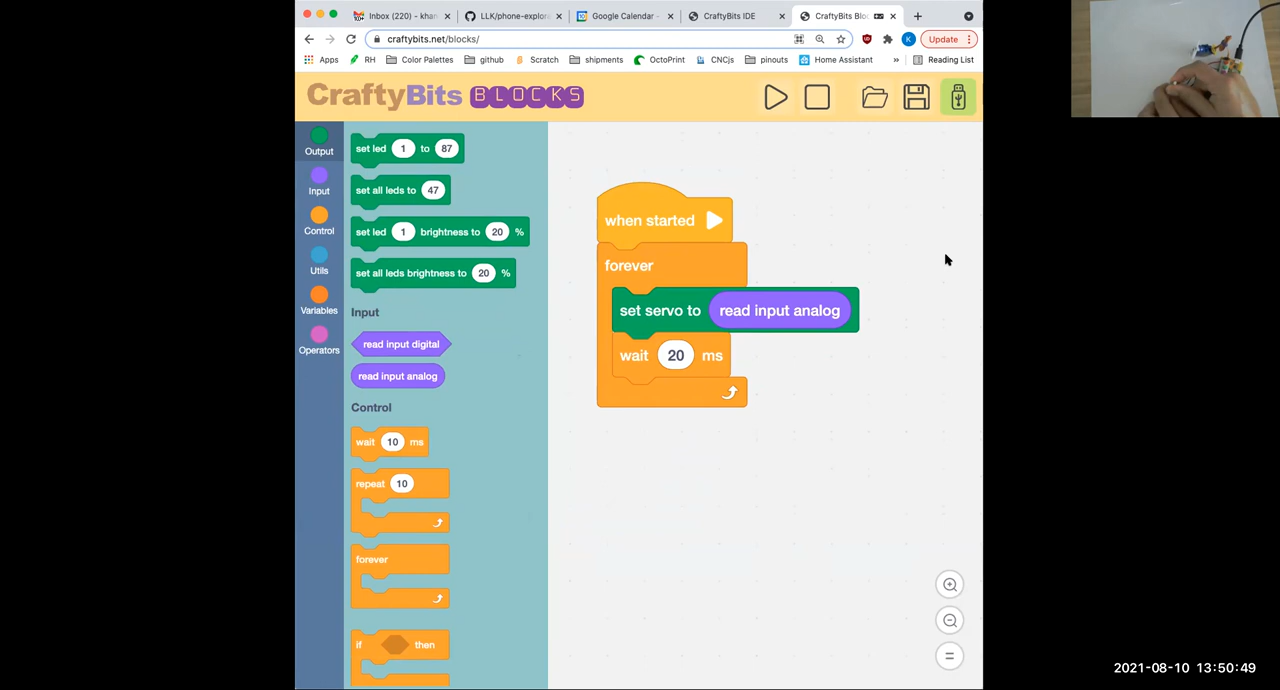 Inbox (220) - khan
LLK/phone-explor
Google Calendar -
CraftyBits IDE
CraftyBits Bloc
craftybits.net/blocks/
K
Update
Apps
RH
Color Palettes
github
Scratch
shipments
OctoPrint
CNCjs
pinouts
Home Assistant
»
Reading List
CraftyBits BLOCKS
Output
Input
Control
Utils
Variables
Operators
set led 1 to 87
set all leds to 47
set led 1 brightness to 20 %
set all leds brightness to 20 %
Input
read input digital
read input analog
Control
wait 10 ms
repeat 10
forever
if then
when started
forever
set servo to read input analog
wait 20 ms
2021-08-10 13:50:49